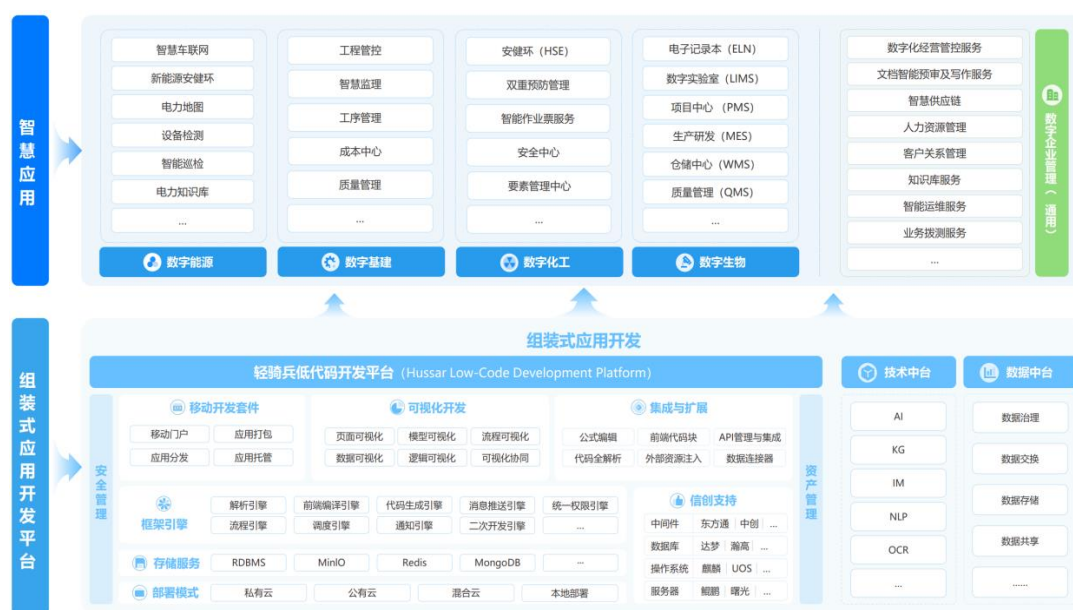 智慧应用
智慧车联网
新能源安健环
电力地图
设备检测
智能巡检
电力知识库
...
数字能源
工程管控
智慧监理
工序管理
成本中心
质量管理
...
数字基建
安健环（HSE）
双重预防管理
智能作业票服务
安全中心
要素管理中心
...
数字化工
电子记录本（ELN）
数字实验室（LIMS）
项目中心 （PMS）
生产研发（MES）
仓储中心（WMS）
质量管理（QMS）
...
数字生物
数字化经营管控服务
文档智能预审及写作服务
智慧供应链
人力资源管理
客户关系管理
知识库服务
智能运维服务
业务拨测服务
...
数字企业管理（通用）
组装式应用开发平台
组装式应用开发
轻骑兵低代码开发平台（Hussar Low-Code Development Platform）
安全管理
移动开发套件
移动门户 应用打包
应用分发 应用托管
可视化开发
页面可视化 模型可视化 流程可视化
数据可视化 逻辑可视化 可视化协同
集成与扩展
公式编辑 前端代码块 API管理与集成
代码全解析 外部资源注入 数据连接器
框架引擎
解析引擎 前端编译引擎 代码生成引擎 消息推送引擎 统一权限引擎
流程引擎 调度引擎 通知引擎 二次开发引擎 ...
存储服务 RDBMS MinIO Redis MongoDB ...
部署模式 私有云 公有云 混合云 本地部署
信创支持
中间件 东方通 中创 ...
数据库 达梦 瀚高 ...
操作系统 麒麟 UOS ...
服务器 鲲鹏 曙光 ...
资产管理
技术中台
AI
KG
IM
NLP
OCR
...
数据中台
数据治理
数据交换
数据存储
数据共享
......